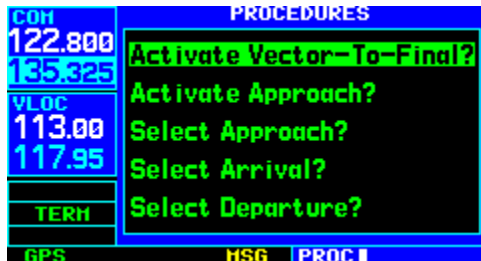 COM
122.800
135.325
VLOC
113.00
117.95
TERM
GPS
PROCEDURES
Activate Vector-To-Final?
Activate Approach?
Select Approach?
Select Arrival?
Select Departure?
MSG
PROC